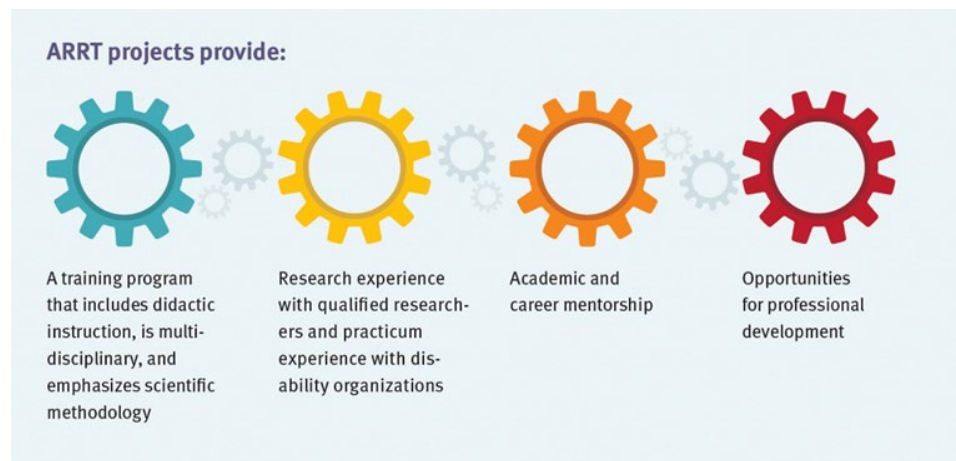 ARRT projects provide:
A training program
that includes didactic
instruction, is multi-
disciplinary, and
emphasizes scientific
methodology
Research experience
with qualified research-
ers and practicum
experience with dis-
ability organizations
Academic and
career mentorship
Opportunities
for professional
development